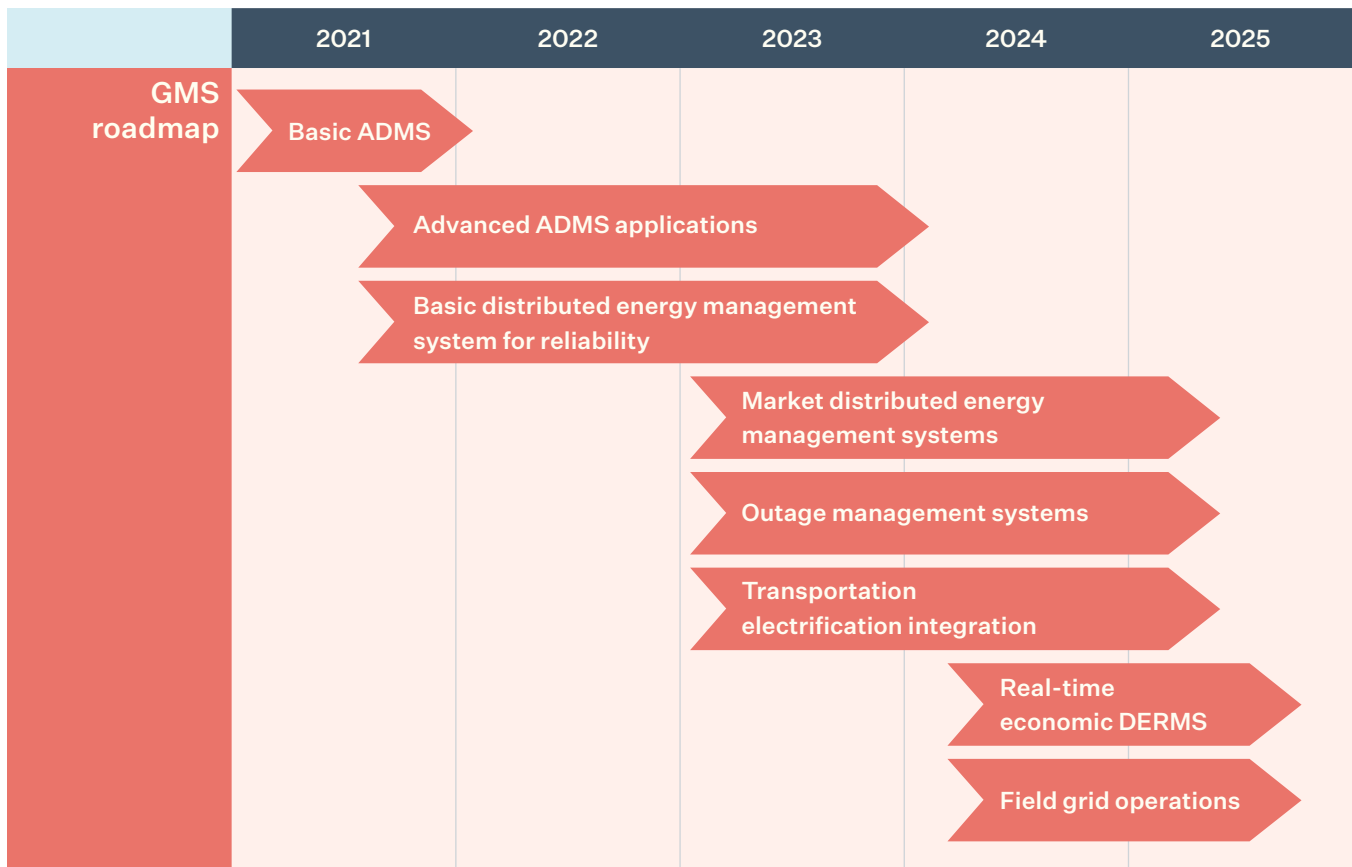 2021 2022 2023 2024 2025
GMS
roadmap
Basic ADMS
Advanced ADMS applications
Basic distributed energy management
system for reliability
Market distributed energy
management systems
Outage management systems
Transportation
electrification integration
Real-time
economic DERMS
Field grid operations